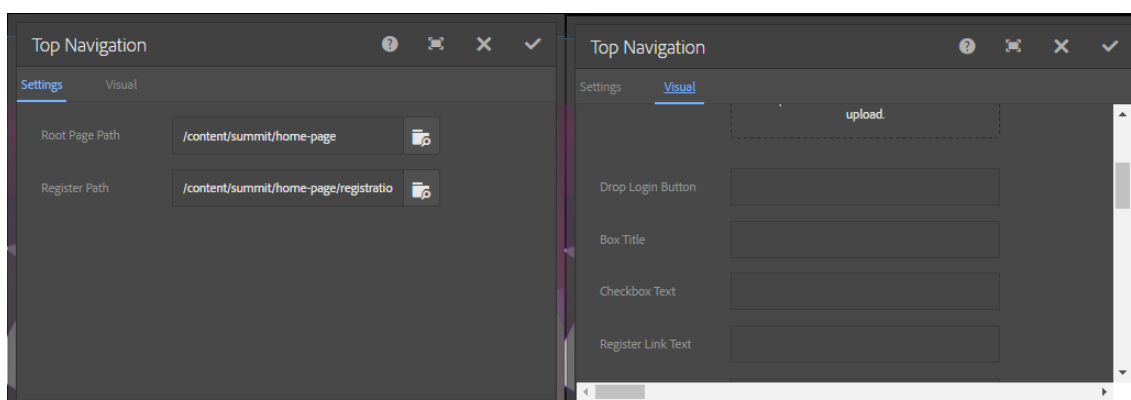 Top Navigation
Settings Visual
Root Page Path /content/summit/home-page
Register Path /content/summit/home-page/registratio
Top Navigation
Settings Visual
upload.
Drop Login Button
Box Title
Checkbox Text
Register Link Text